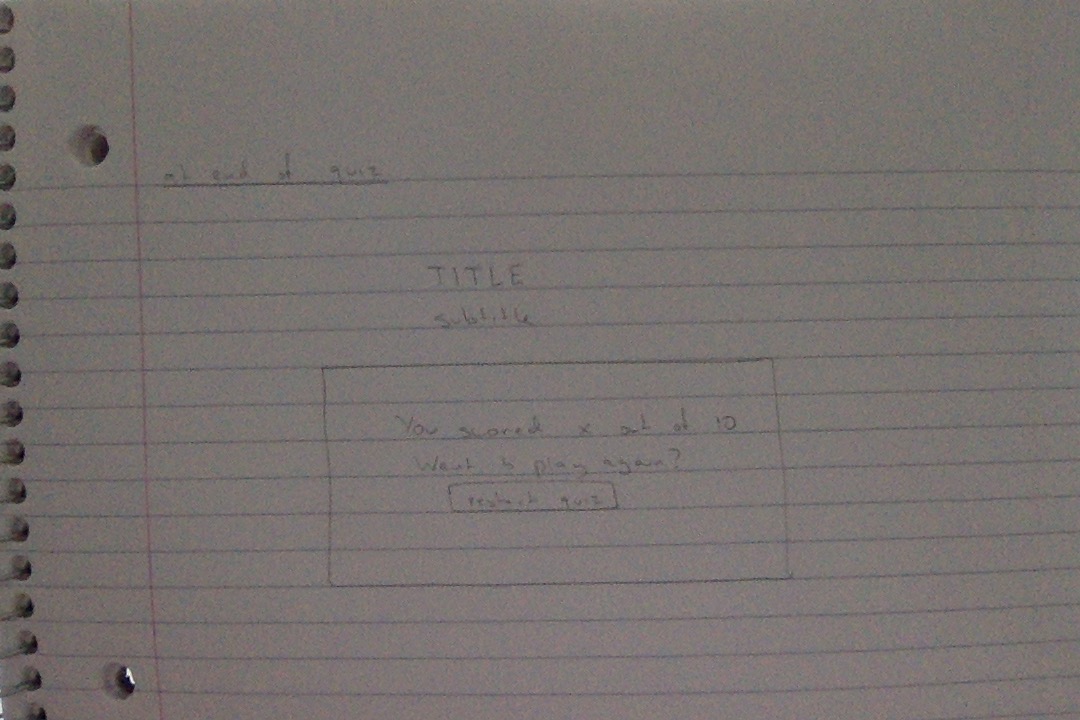 at end of quiz
TITLE
subtitle
You scored x out of 10
Want to play again?
restart quiz